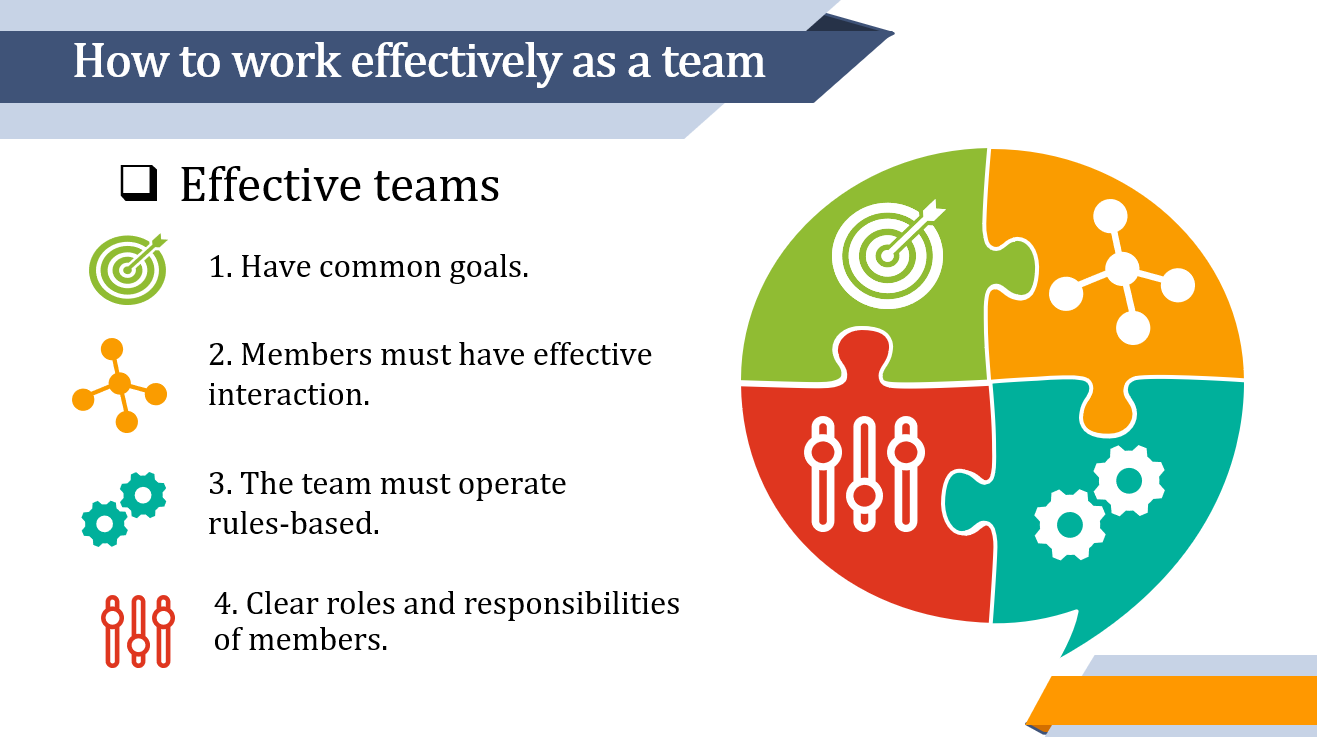 How to work effectively as a team
Effective teams
1. Have common goals.
2. Members must have effective
interaction.
3. The team must operate
rules-based.
4. Clear roles and responsibilities
of members.